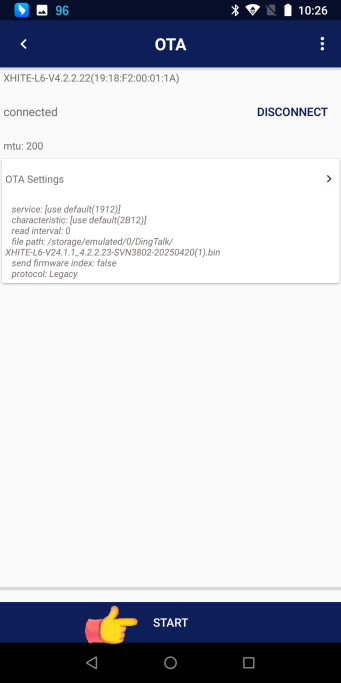 96
10:26
OTA
XHITE-L6-V4.2.2.22(19:18:F2:00:01:1A)
connected
DISCONNECT
mtu: 200
OTA Settings
service: [use default(1912)]
characteristic: [use default(2B12)]
read interval: 0
file path: /storage/emulated/0/DingTalk/
XHITE-L6-V24.1.1_4.2.2.23-SVN3802-20250420(1).bin
send firmware index: false
protocol: Legacy
START